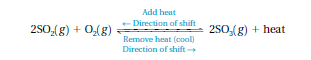 Add heat
← Direction of shift
2SO₂(g) + O₂(g) ⇌ 2SO₃(g) + heat
Remove heat (cool)
Direction of shift →